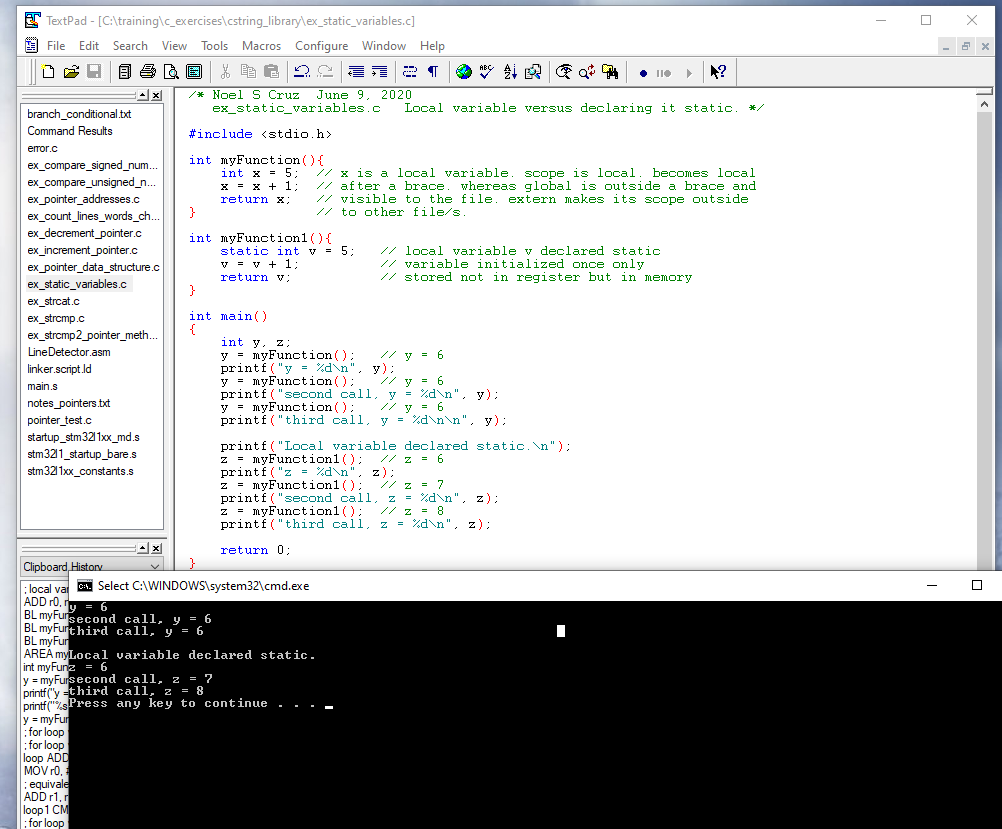 TextPad - [C:\training\c_exercises\cstring_library\ex_static_variables.c]
File Edit Search View Tools Macros Configure Window Help
branch_conditional.txt
Command Results
error.c
ex_compare_signed_num...
ex_compare_unsigned_n...
ex_pointer_addresses.c
ex_count_lines_words_ch...
ex_decrement_pointer.c
ex_increment_pointer.c
ex_pointer_data_structure.c
ex_static_variables.c
ex_strcat.c
ex_strcmp.c
ex_strcmp2_pointer_meth...
LineDetector.asm
linker.script.ld
main.s
notes_pointers.txt
pointer_test.c
startup_stm32l1xx_md.s
stm32l1_startup_bare.s
stm32l1xx_constants.s
/* Noel S Cruz  June 9, 2020
   ex_static_variables.c   Local variable versus declaring it static. */
#include <stdio.h>
int myFunction(){
    int x = 5;  // x is a local variable. scope is local. becomes local
    x = x + 1;  // after a brace. whereas global is outside a brace and
    return x;   // visible to the file. extern makes its scope outside
}               // to other file/s.
int myFunction1(){
    static int v = 5;   // local variable v declared static
    v = v + 1;          // variable initialized once only
    return v;           // stored not in register but in memory
}
int main()
{
    int y, z;
    y = myFunction();   // y = 6
    printf("y = %d\n", y);
    y = myFunction();   // y = 6
    printf("second call, y = %d\n", y);
    y = myFunction();   // y = 6
    printf("third call, y = %d\n\n", y);
    printf("Local variable declared static.\n");
    z = myFunction1();  // z = 6
    printf("z = %d\n", z);
    z = myFunction1();  // z = 7
    printf("second call, z = %d\n", z);
    z = myFunction1();  // z = 8
    printf("third call, z = %d\n", z);
    return 0;
}
Clipboard History
; local var
ADD r0, r
BL myFun
BL myFun
BL myFun
AREA myF
int myFun
y = myFun
printf("y =
printf("%s
y = myFun
; for loop
; for loop
loop ADD
MOV r0, #
; equivale
ADD r1, r
loop1 CM
; for loop
Select C:\WINDOWS\system32\cmd.exe
y = 6
second call, y = 6
third call, y = 6
Local variable declared static.
z = 6
second call, z = 7
third call, z = 8
Press any key to continue . . .